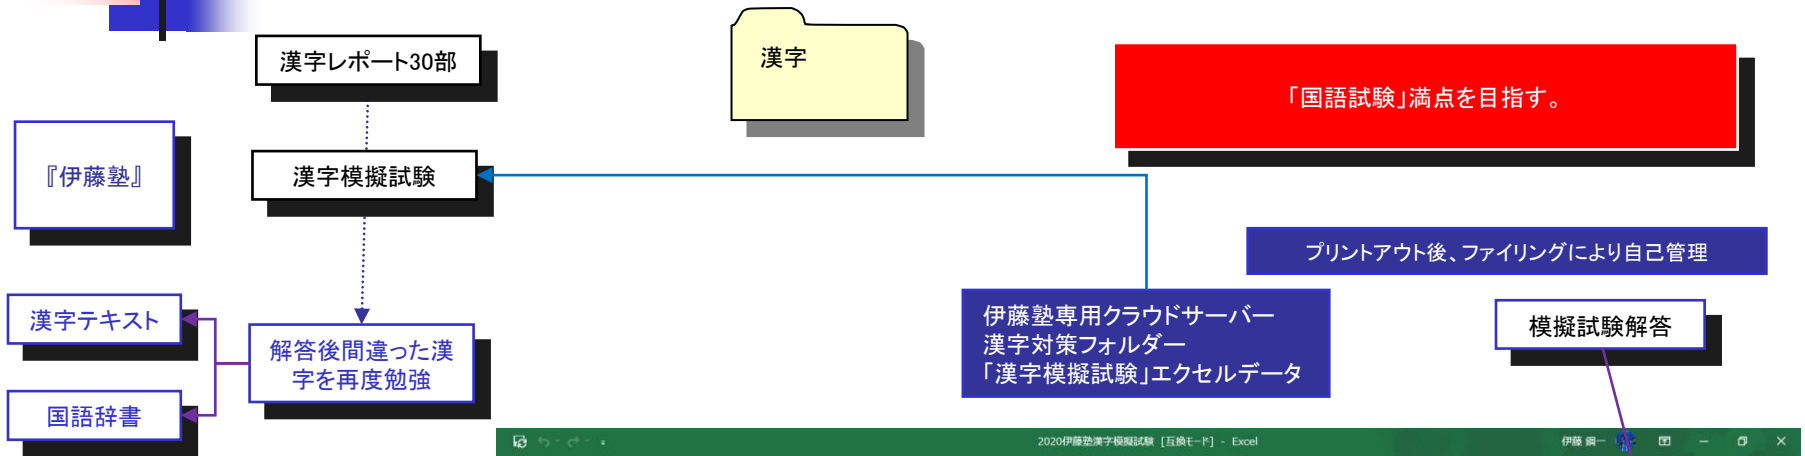 漢字レポート30部
漢字
「国語試験」満点を目指す。
『伊藤塾』
漢字模擬試験
プリントアウト後、ファイリングにより自己管理
漢字テキスト
解答後間違った漢
字を再度勉強
伊藤塾専用クラウドサーバー
漢字対策フォルダー
「漢字模擬試験」エクセルデータ
模擬試験解答
国語辞書
2020伊藤塾漢字模擬試験 [互換モード] - Excel
伊藤 鋼一